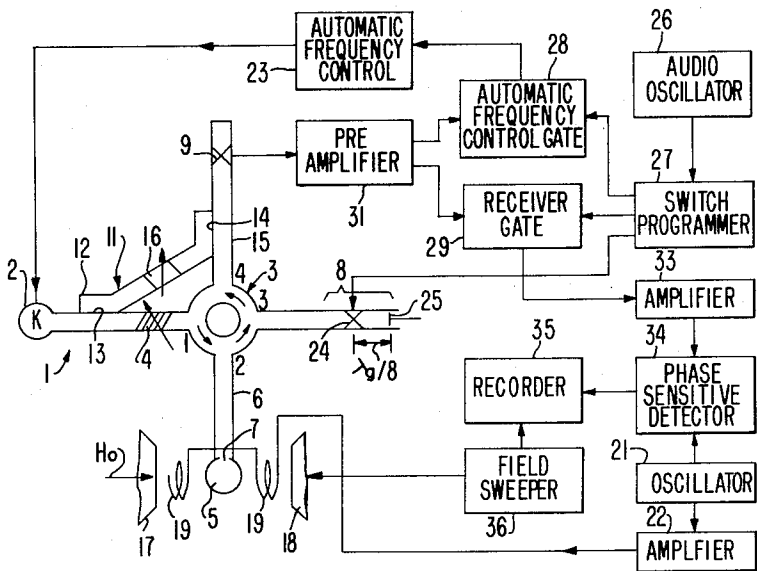 AUTOMATIC
FREQUENCY
CONTROL
23
28
26
AUDIO
OSCILLATOR
AUTOMATIC
FREQUENCY
CONTROL GATE
9
PRE
AMPLIFIER
31
27
SWITCH
PROGRAMMER
RECEIVER
GATE
29
14
15
16
11
12
2
K
13
4
1
1
4
3
3
2
8
24
25
λg/8
33
AMPLIFIER
34
PHASE
SENSITIVE
DETECTOR
35
RECORDER
6
7
5
Ho
17
19
19
18
FIELD
SWEEPER
36
21
OSCILLATOR
22
AMPLFIER